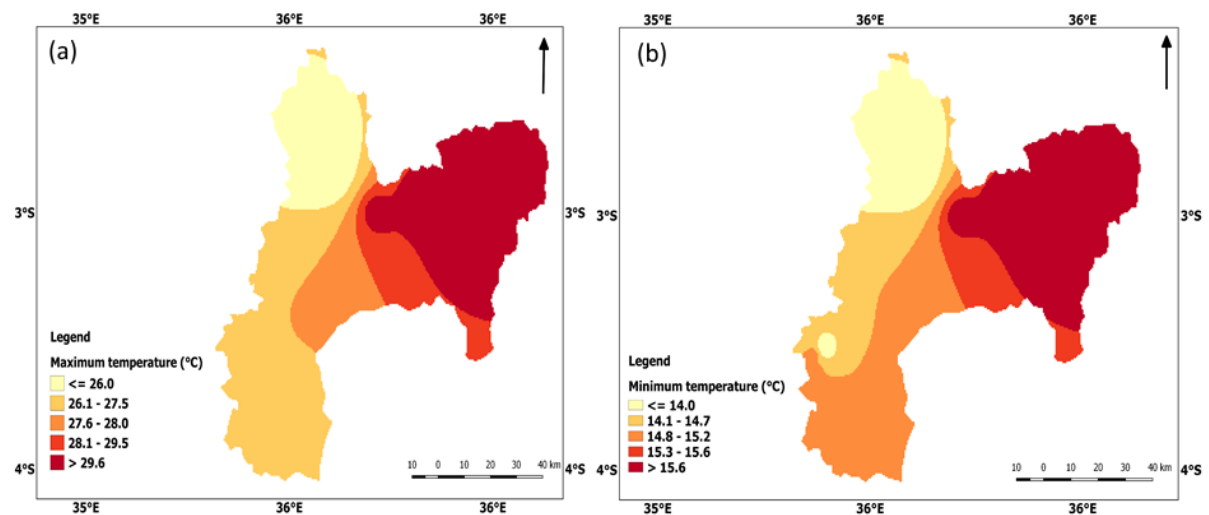 35°E 36°E 36°E
(a)
3°S 3°S
Legend
Maximum temperature (°C)
<= 26.0
26.1 - 27.5
27.6 - 28.0
28.1 - 29.5
> 29.6
10 0 10 20 30 40 km
4°S 4°S
35°E 36°E 36°E
35°E 36°E 36°E
(b)
3°S 3°S
Legend
Minimum temperature (°C)
<= 14.0
14.1 - 14.7
14.8 - 15.2
15.3 - 15.6
> 15.6
10 0 10 20 30 40 km
4°S 4°S
35°E 36°E 36°E